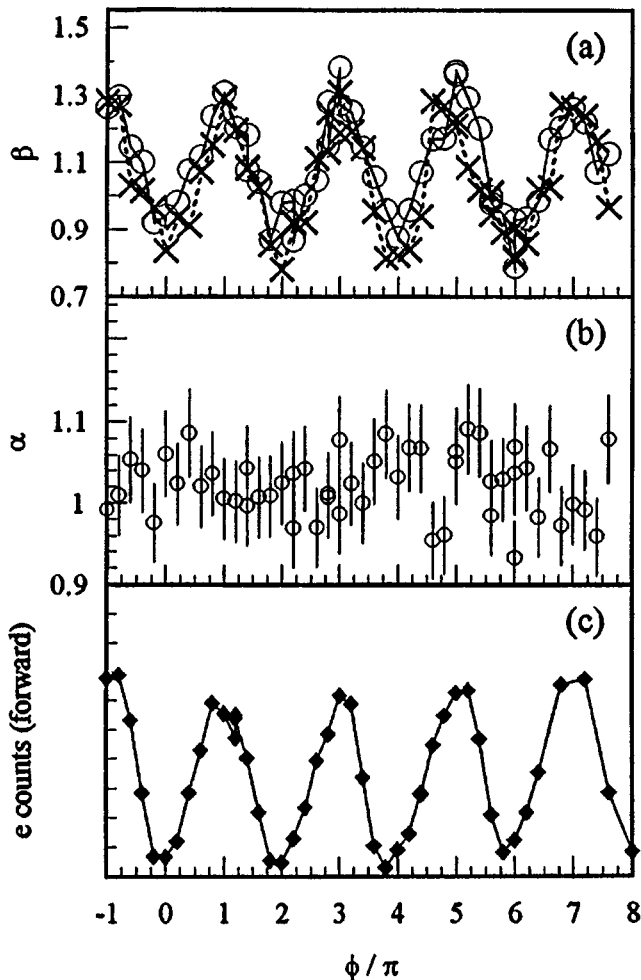 (a)
1.5
1.3
1.1
0.9
0.7
β
(b)
1.1
1
0.9
α
(c)
e counts (forward)
-1 0 1 2 3 4 5 6 7 8
ϕ / π